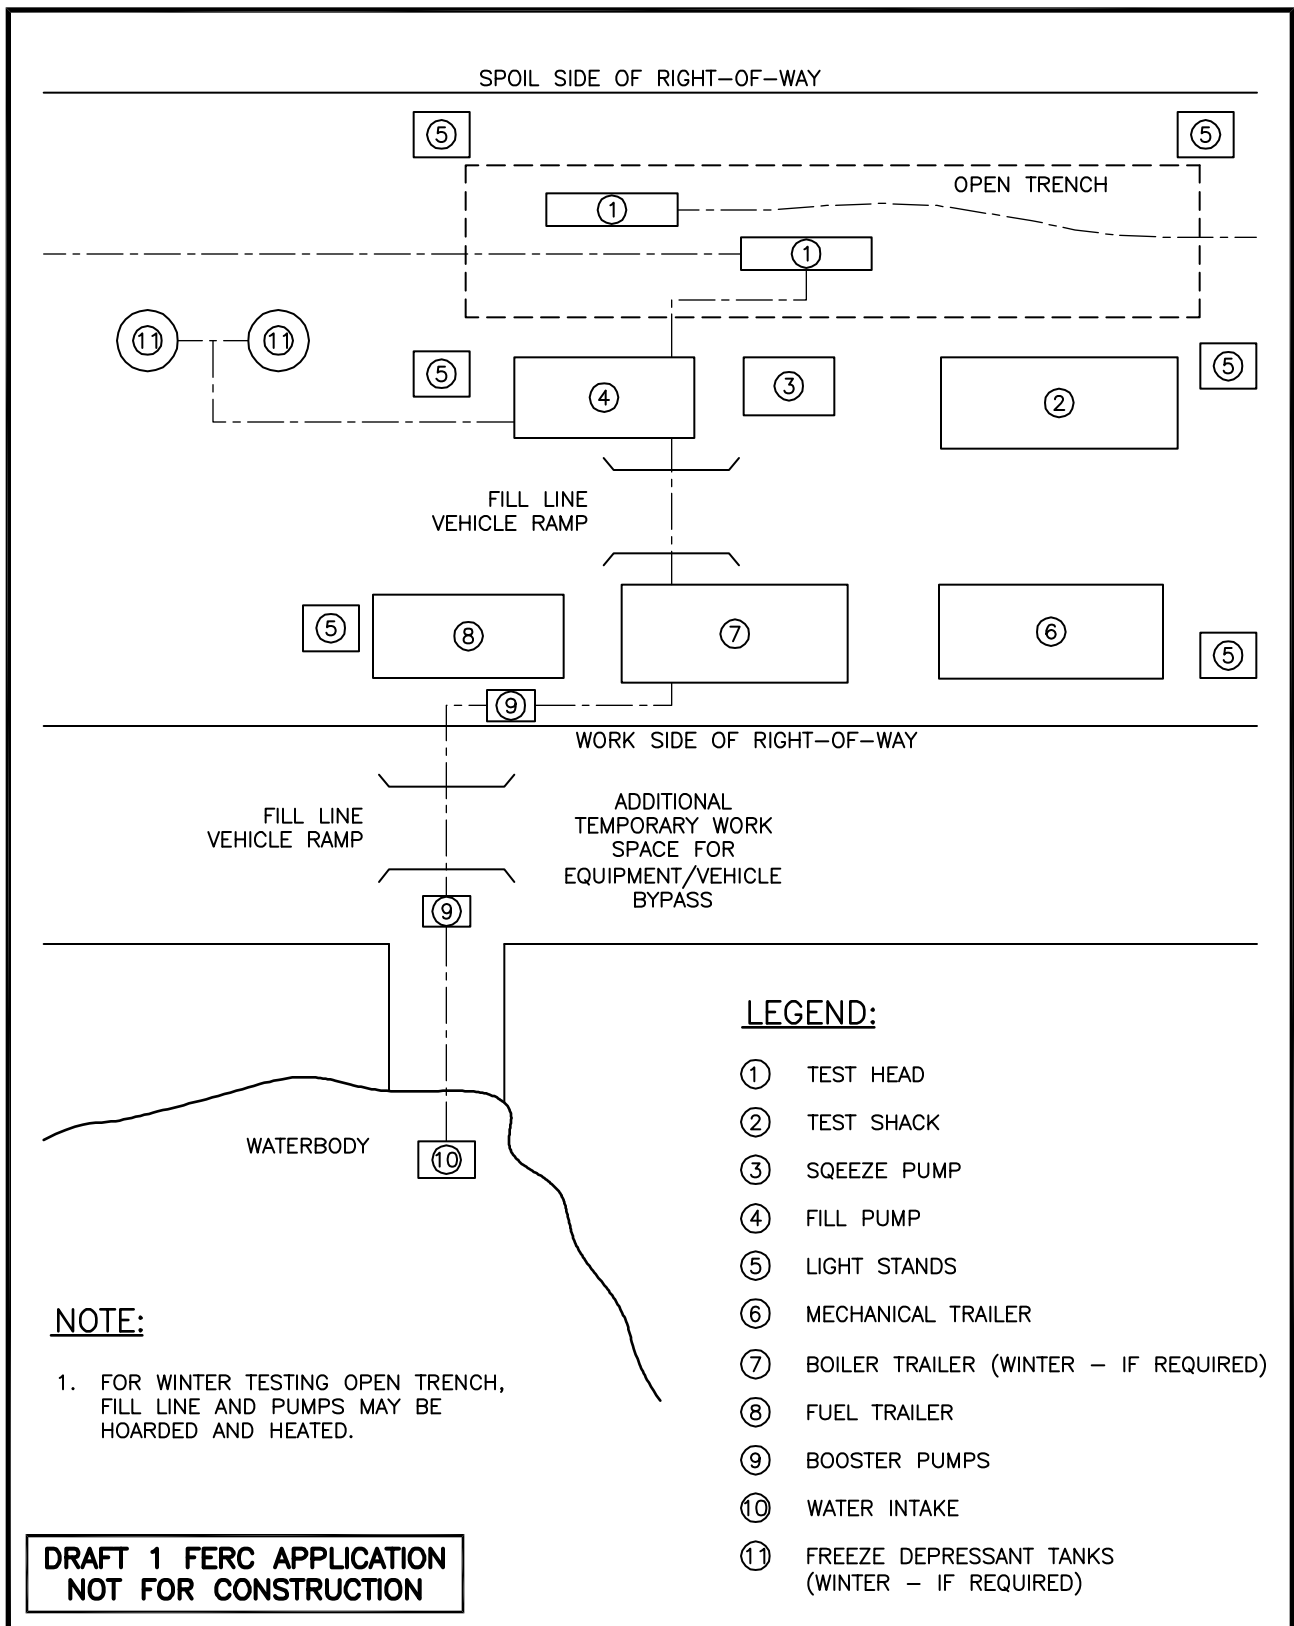 SPOIL SIDE OF RIGHT-OF-WAY
5
5
OPEN TRENCH
1
1
11
11
5
4
3
2
5
FILL LINE
VEHICLE RAMP
5
8
7
6
5
9
WORK SIDE OF RIGHT-OF-WAY
FILL LINE
VEHICLE RAMP
ADDITIONAL
TEMPORARY WORK
SPACE FOR
EQUIPMENT/VEHICLE
BYPASS
9
WATERBODY
10
LEGEND:
1 TEST HEAD
2 TEST SHACK
3 SQEEZE PUMP
4 FILL PUMP
5 LIGHT STANDS
6 MECHANICAL TRAILER
7 BOILER TRAILER (WINTER – IF REQUIRED)
8 FUEL TRAILER
9 BOOSTER PUMPS
10 WATER INTAKE
11 FREEZE DEPRESSANT TANKS
(WINTER – IF REQUIRED)
NOTE:
1. FOR WINTER TESTING OPEN TRENCH,
FILL LINE AND PUMPS MAY BE
HOARDED AND HEATED.
DRAFT 1 FERC APPLICATION
NOT FOR CONSTRUCTION